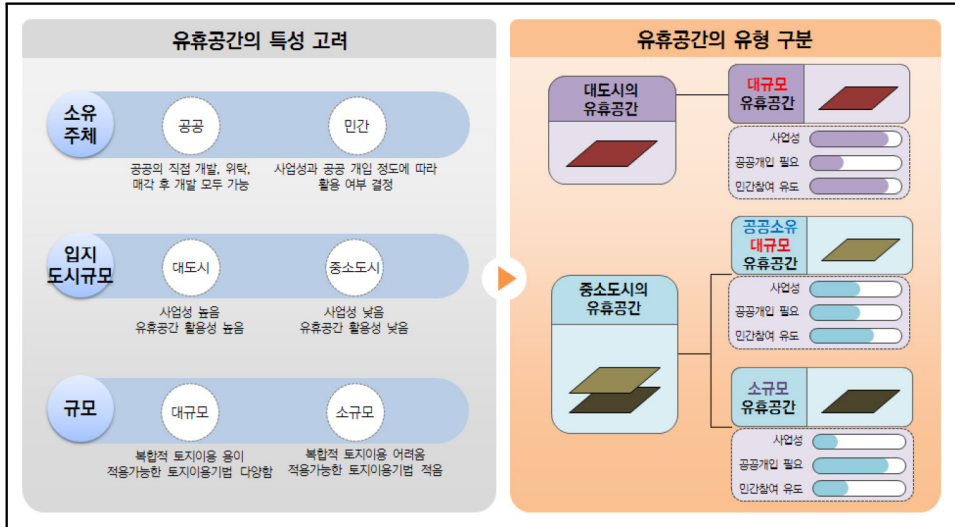 유휴공간의 특성 고려
소유
주체
공공
민간
공공의 직접 개발, 위탁,
매각 후 개발 모두 가능
사업성과 공공 개입 정도에 따라
활용 여부 결정
입지
도시규모
대도시
중소도시
사업성 높음
유휴공간 활용성 높음
사업성 낮음
유휴공간 활용성 낮음
규모
대규모
소규모
복합적 토지이용 용이
적용가능한 토지이용기법 다양함
복합적 토지이용 어려움
적용가능한 토지이용기법 적음
유휴공간의 유형 구분
대도시의
유휴공간
대규모
유휴공간
사업성
공공개입 필요
민간참여 유도
중소도시의
유휴공간
공공소유
대규모
유휴공간
사업성
공공개입 필요
민간참여 유도
소규모
유휴공간
사업성
공공개입 필요
민간참여 유도